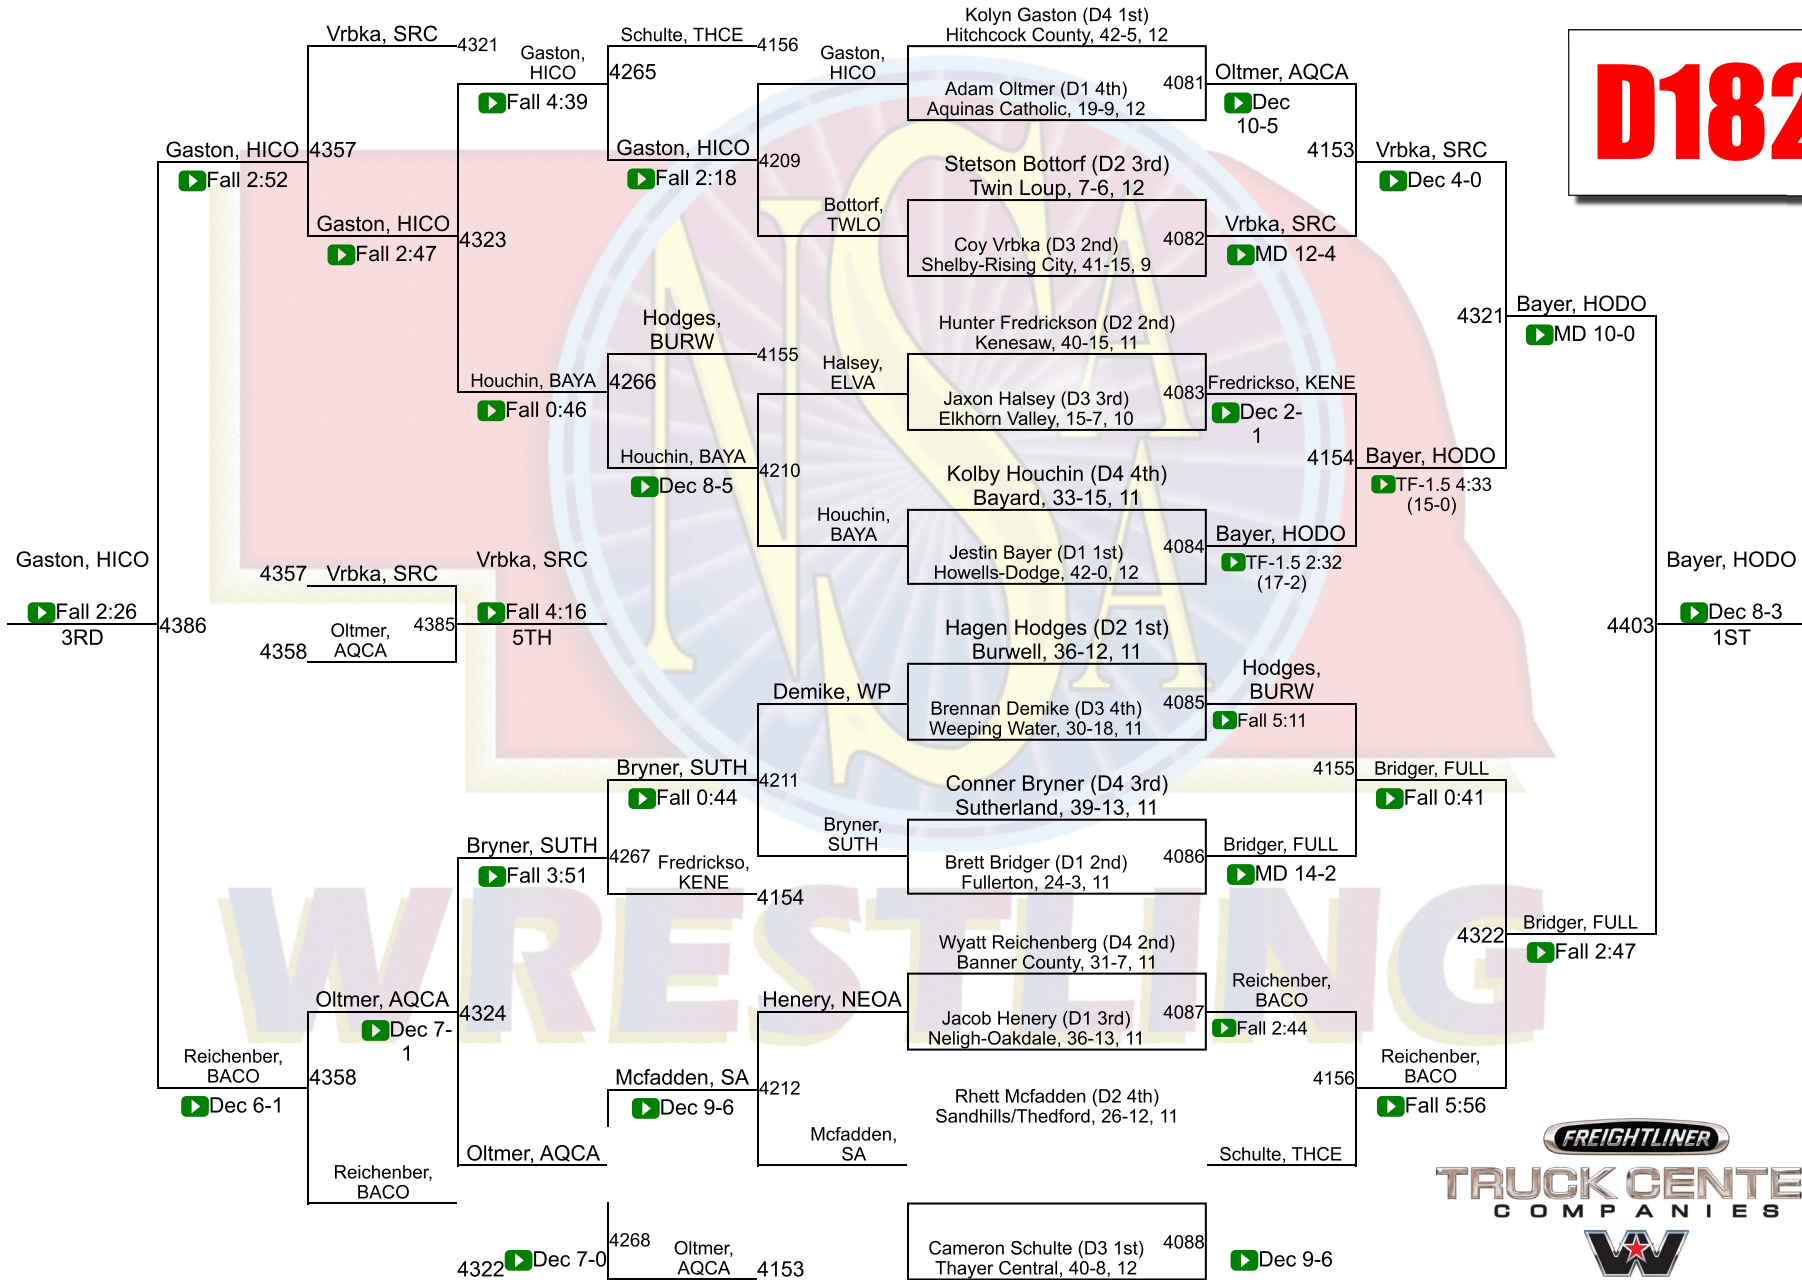 Kolyn Gaston (D4 1st)
Hitchcock County, 42-5, 12
Adam Oltmer (D1 4th)
Aquinas Catholic, 19-9, 12
4081
Stetson Bottorf (D2 3rd)
Twin Loup, 7-6, 12
Coy Vrbka (D3 2nd)
Shelby-Rising City, 41-15, 9
4082
Hunter Fredrickson (D2 2nd)
Kenesaw, 40-15, 11
Jaxon Halsey (D3 3rd)
Elkhorn Valley, 15-7, 10
4083
Kolby Houchin (D4 4th)
Bayard, 33-15, 11
Jestin Bayer (D1 1st)
Howells-Dodge, 42-0, 12
4084
Hagen Hodges (D2 1st)
Burwell, 36-12, 11
Brennan Demike (D3 4th)
Weeping Water, 30-18, 11
4085
Conner Bryner (D4 3rd)
Sutherland, 39-13, 11
Brett Bridger (D1 2nd)
Fullerton, 24-3, 11
4086
Wyatt Reichenberg (D4 2nd)
Banner County, 31-7, 11
Jacob Henery (D1 3rd)
Neligh-Oakdale, 36-13, 11
4087
Rhett Mcfadden (D2 4th)
Sandhills/Thedford, 26-12, 11
Cameron Schulte (D3 1st)
Thayer Central, 40-8, 12
4088
Oltmer, AQCA
Dec
10-5
Vrbka, SRC
MD 12-4
Fredrickso, KENE
Dec 2-
1
Bayer, HODO
TF-1.5 2:32
(17-2)
Hodges,
BURW
Fall 5:11
Bridger, FULL
MD 14-2
Reichenber,
BACO
Fall 2:44
Schulte, THCE
Dec 9-6
4153
Vrbka, SRC
Dec 4-0
4154
Bayer, HODO
TF-1.5 4:33
(15-0)
4155
Bridger, FULL
Fall 0:41
4156
Reichenber,
BACO
Fall 5:56
4321
Bayer, HODO
MD 10-0
4322
Bridger, FULL
Fall 2:47
4403
Bayer, HODO
Dec 8-3
1ST
Gaston,
HICO
Bottorf,
TWLO
Halsey,
ELVA
Houchin,
BAYA
Demike, WP
Bryner,
SUTH
Henery, NEOA
Mcfadden,
SA
Schulte, THCE
4156
Gaston, HICO
4209
Fall 2:18
Hodges,
BURW
4155
Houchin, BAYA
4210
Dec 8-5
Bryner, SUTH
4211
Fall 0:44
Fredrickso,
KENE
4154
Mcfadden, SA
4212
Dec 9-6
Oltmer,
AQCA
4153
Gaston,
HICO
4265
Fall 4:39
Houchin, BAYA
4266
Fall 0:46
Bryner, SUTH
4267
Fall 3:51
Oltmer, AQCA
4268
Dec 7-0
Vrbka, SRC
4321
Gaston, HICO
4323
Fall 2:47
Oltmer, AQCA
4324
Dec 7-
1
Reichenber,
BACO
4322
Gaston, HICO
4357
Fall 2:52
Reichenber,
BACO
4358
Dec 6-1
Gaston, HICO
Fall 2:26
4386
3RD
4357
Vrbka, SRC
4358
Oltmer,
AQCA
4385
Vrbka, SRC
Fall 4:16
5TH
D182
NSAA
WRESTLING
FREIGHTLINER
TRUCK CENTE
COMPANIES